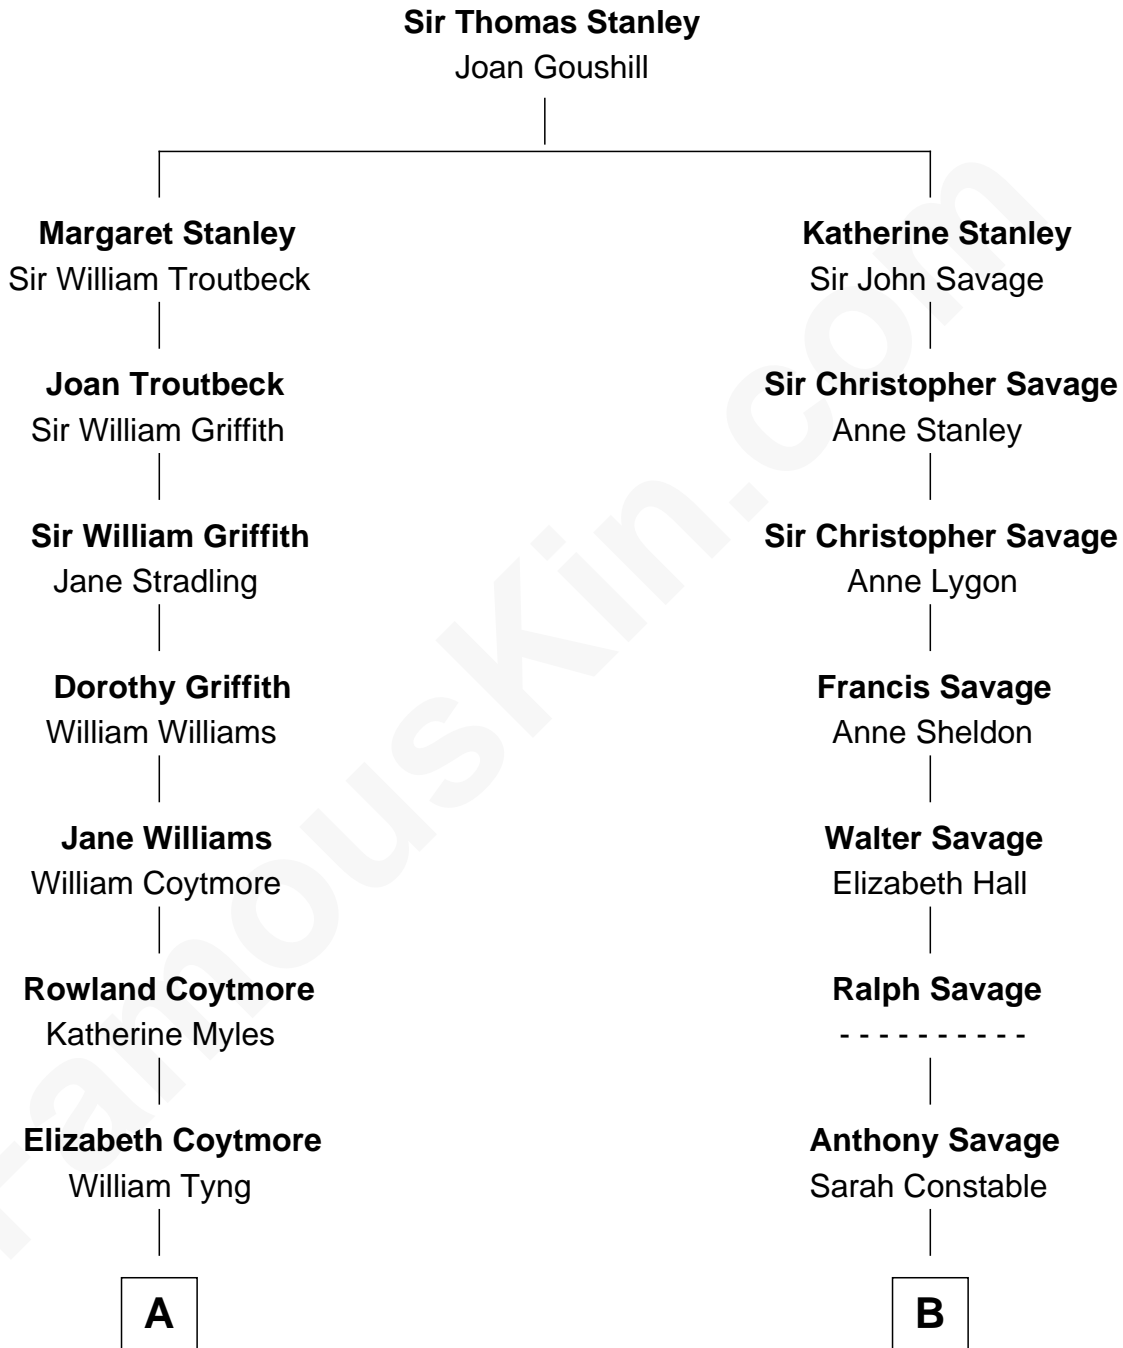 Sir Thomas Stanley
Joan Goushill
Margaret Stanley
Sir William Troutbeck
Katherine Stanley
Sir John Savage
Joan Troutbeck
Sir William Griffith
Sir Christopher Savage
Anne Stanley
Sir William Griffith
Jane Stradling
Sir Christopher Savage
Anne Lygon
Dorothy Griffith
William Williams
Francis Savage
Anne Sheldon
Jane Williams
William Coytmore
Walter Savage
Elizabeth Hall
Rowland Coytmore
Katherine Myles
Ralph Savage
- - - - - - - - - -
Elizabeth Coytmore
William Tyng
Anthony Savage
Sarah Constable
A
B
FamousKin.com